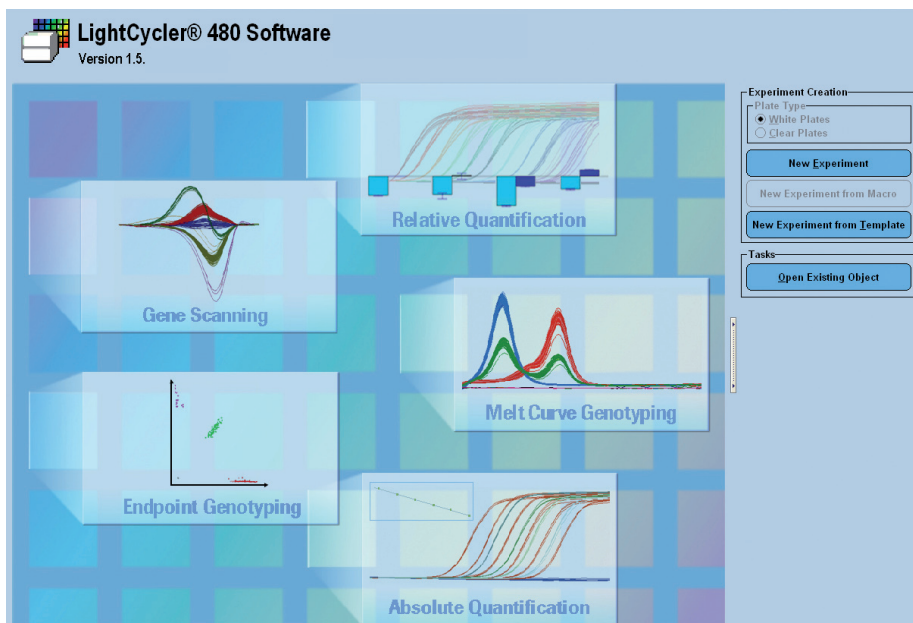 LightCycler® 480 Software
Version 1.5.
Relative Quantification
Gene Scanning
Melt Curve Genotyping
Endpoint Genotyping
Absolute Quantification
Experiment Creation
Plate Type
White Plates
Clear Plates
New Experiment
New Experiment from Macro
New Experiment from Template
Tasks
Open Existing Object